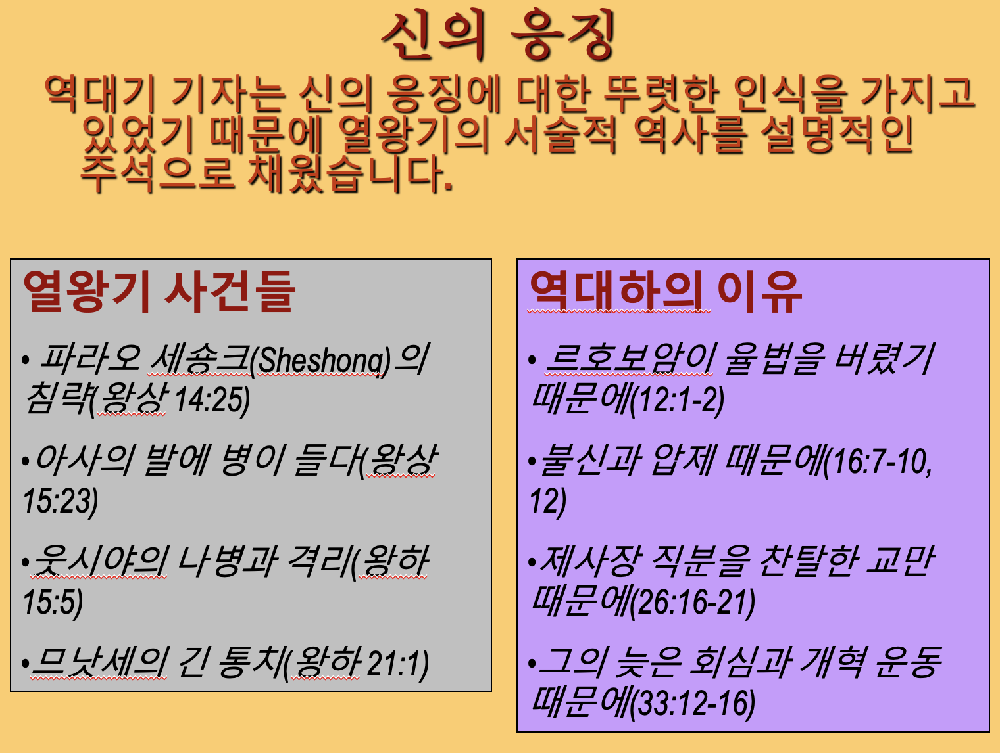 신의 응징
역대기 기자는 신의 응징에 대한 뚜렷한 인식을 가지고
있었기 때문에 열왕기의 서술적 역사를 설명적인
주석으로 채웠습니다.
열왕기 사건들
• 파라오 세숑크(Sheshonq)의
침략(왕상 14:25)
•아사의 발에 병이 들다(왕상
15:23)
•웃시야의 나병과 격리(왕하
15:5)
•므낫세의 긴 통치(왕하 21:1)
역대하의 이유
• 르호보암이 율법을 버렸기
때문에(12:1-2)
•불신과 압제 때문에(16:7-10,
12)
•제사장 직분을 찬탈한 교만
때문에(26:16-21)
•그의 늦은 회심과 개혁 운동
때문에(33:12-16)